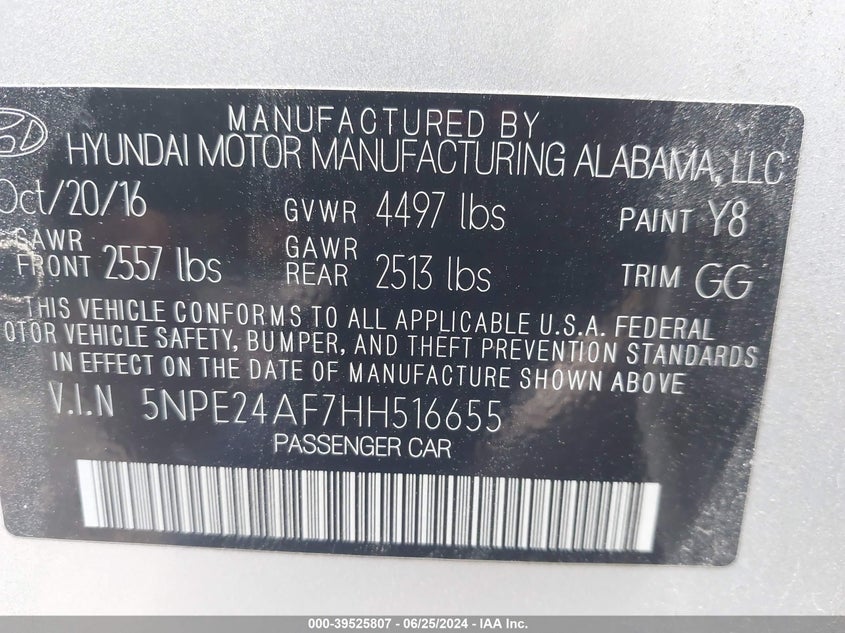 MANUFACTURED BY
HYUNDAI MOTOR MANUFACTURING ALABAMA, LLC
Oct/20/16 GVWR 4497 lbs PAINT Y8
GAWR FRONT 2557 lbs GAWR REAR 2513 lbs TRIM GG
THIS VEHICLE CONFORMS TO ALL APPLICABLE U.S.A. FEDERAL
OTOR VEHICLE SAFETY, BUMPER, AND THEFT PREVENTION STANDARDS
IN EFFECT ON THE DATE OF MANUFACTURE SHOWN ABOVE
V.I.N 5NPE24AF7HH516655
PASSENGER CAR
000-39525807 - 06/25/2024 - IAA Inc.